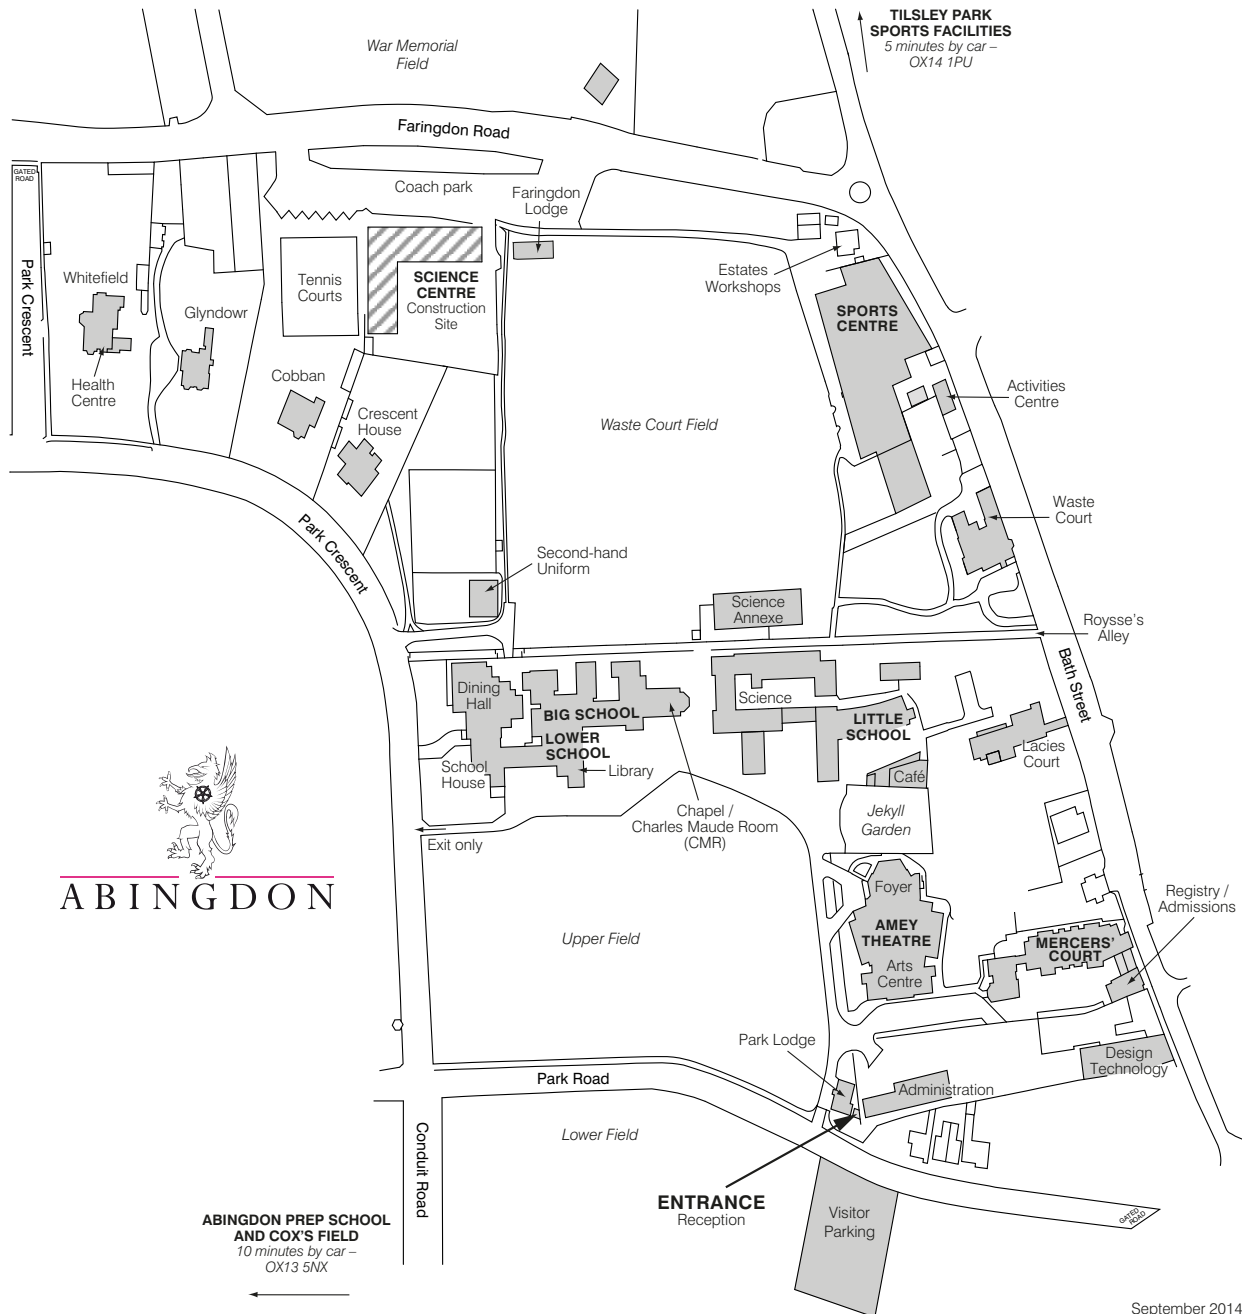 TILSLEY PARK
SPORTS FACILITIES
5 minutes by car –
OX14 1PU
War Memorial
Field
Faringdon Road
GATED
ROAD
Coach park
Faringdon
Lodge
Park Crescent
Whitefield
Glyndowr
Tennis
Courts
SCIENCE
CENTRE
Construction
Site
Estates
Workshops
SPORTS
CENTRE
Health
Centre
Cobban
Crescent
House
Waste Court Field
Activities
Centre
Park Crescent
Waste
Court
Second-hand
Uniform
Science
Annexe
Roysse's
Alley
Bath Street
Dining
Hall
BIG SCHOOL
LOWER
SCHOOL
School
House
Library
Science
LITTLE
SCHOOL
Lacies
Court
Café
Chapel /
Charles Maude Room
(CMR)
Jekyll
Garden
Exit only
ABINGDON
Foyer
AMEY
THEATRE
Arts
Centre
Registry /
Admissions
MERCERS'
COURT
Upper Field
Park Lodge
Design
Technology
Park Road
Administration
Lower Field
Conduit Road
ENTRANCE
Reception
Visitor
Parking
GATED
ROAD
ABINGDON PREP SCHOOL
AND COX'S FIELD
10 minutes by car –
OX13 5NX
September 2014